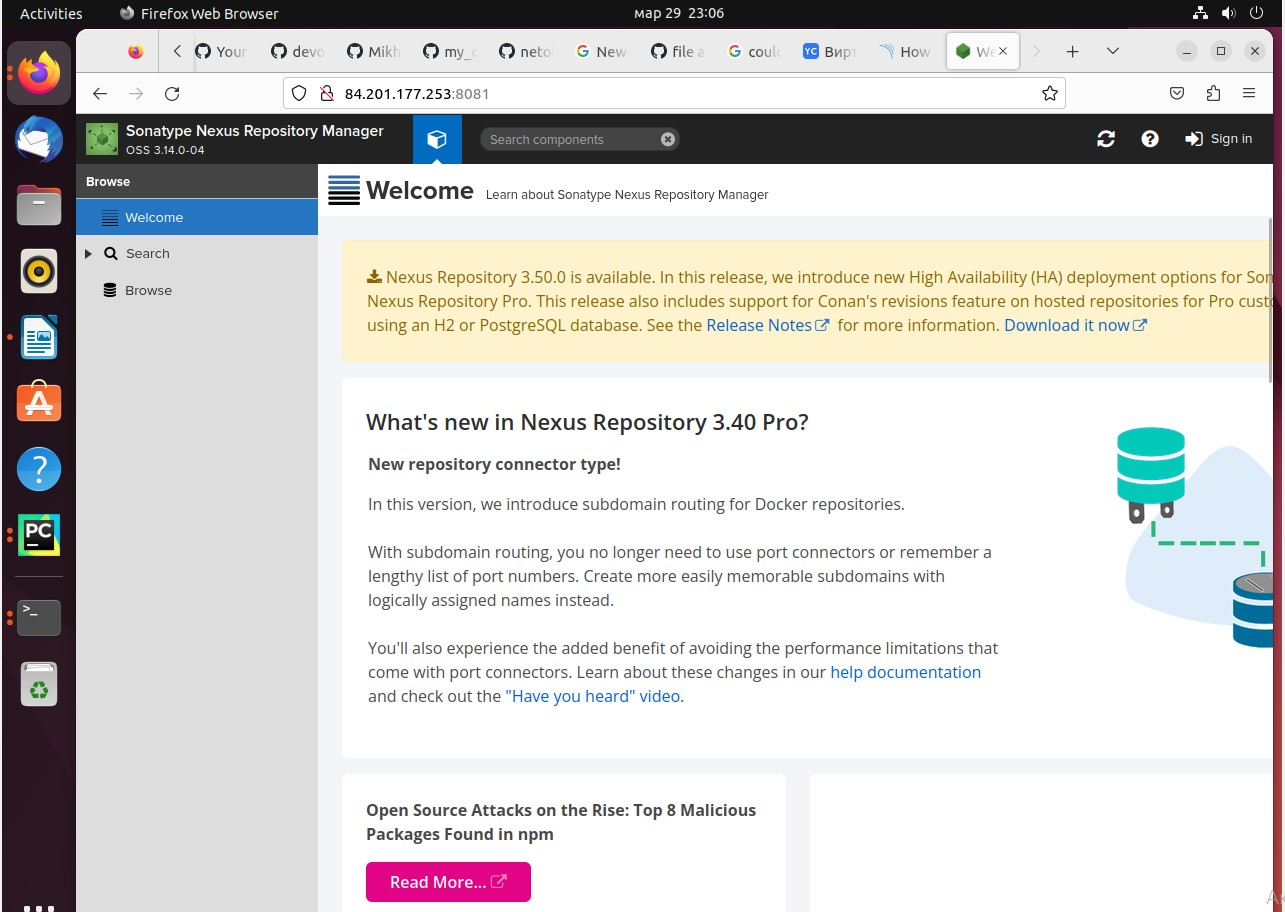 Activities
Firefox Web Browser
мар 29 23:06
Your
devo
Mikh
my_c
neto
New
file a
coul
YC Вирт
How
We
84.201.177.253:8081
Sonatype Nexus Repository Manager
OSS 3.14.0-04
Search components
Sign in
Browse
Welcome
Search
Browse
Welcome Learn about Sonatype Nexus Repository Manager
Nexus Repository 3.50.0 is available. In this release, we introduce new High Availability (HA) deployment options for Son
Nexus Repository Pro. This release also includes support for Conan's revisions feature on hosted repositories for Pro custo
using an H2 or PostgreSQL database. See the Release Notes for more information. Download it now
What's new in Nexus Repository 3.40 Pro?
New repository connector type!
In this version, we introduce subdomain routing for Docker repositories.
With subdomain routing, you no longer need to use port connectors or remember a
lengthy list of port numbers. Create more easily memorable subdomains with
logically assigned names instead.
You'll also experience the added benefit of avoiding the performance limitations that
come with port connectors. Learn about these changes in our help documentation
and check out the "Have you heard" video.
Open Source Attacks on the Rise: Top 8 Malicious
Packages Found in npm
Read More...
PC